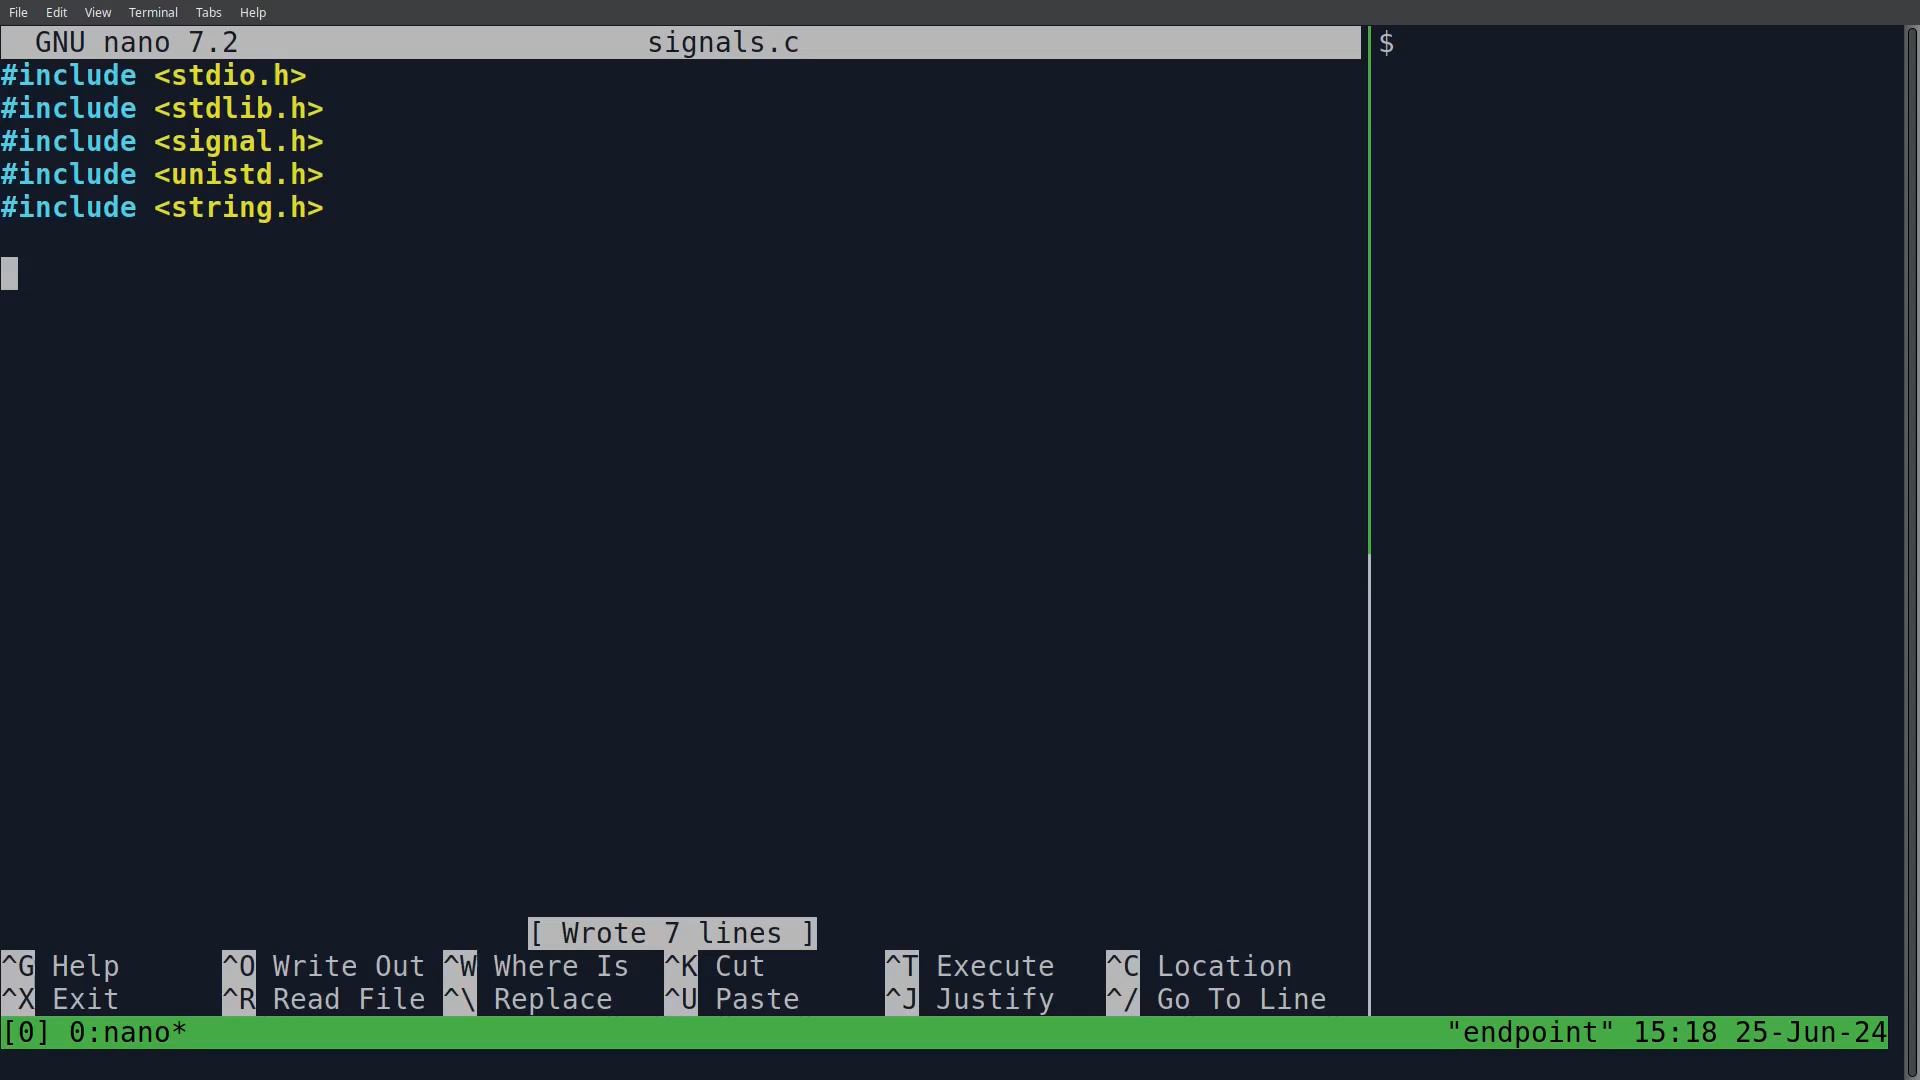 File Edit View Terminal Tabs Help
GNU nano 7.2 signals.c
$
#include <stdio.h>
#include <stdlib.h>
#include <signal.h>
#include <unistd.h>
#include <string.h>
[ Wrote 7 lines ]
^G Help ^O Write Out ^W Where Is ^K Cut ^T Execute ^C Location
^X Exit ^R Read File ^\ Replace ^U Paste ^J Justify ^/ Go To Line
[0] 0:nano* "endpoint" 15:18 25-Jun-24